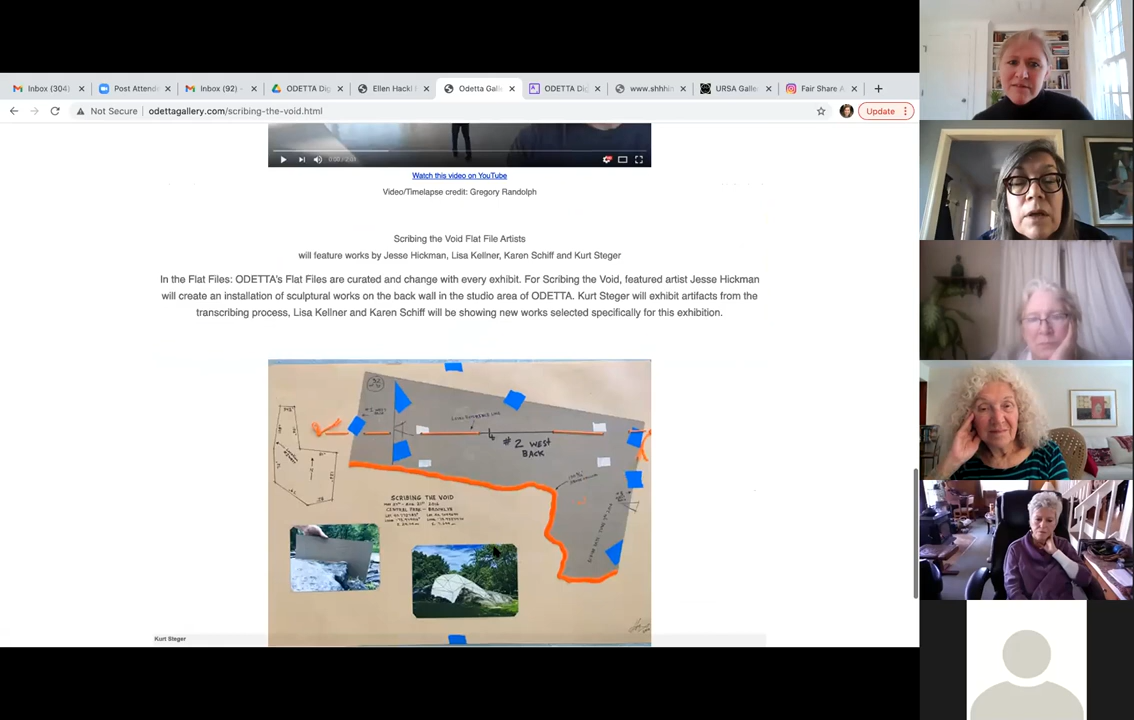 Inbox (304)
Post Attend
Inbox (92) -
ODETTA Dig
Ellen Hackl
Odetta Gall
ODETTA Dig
www.shhhin
URSA Galle
Fair Share A
Not Secure
odettagallery.com/scribing-the-void.html
Update
Watch this video on YouTube
Video/Timelapse credit: Gregory Randolph
Scribing the Void Flat File Artists
will feature works by Jesse Hickman, Lisa Kellner, Karen Schiff and Kurt Steger
In the Flat Files: ODETTA's Flat Files are curated and change with every exhibit. For Scribing the Void, featured artist Jesse Hickman
will create an installation of sculptural works on the back wall in the studio area of ODETTA. Kurt Steger will exhibit artifacts from the
transcribing process, Lisa Kellner and Karen Schiff will be showing new works selected specifically for this exhibition.
# 2 WEST
BACK
SCRIBING THE VOID
CENTRAL PARK - BROOKLYN
Kurt Steger